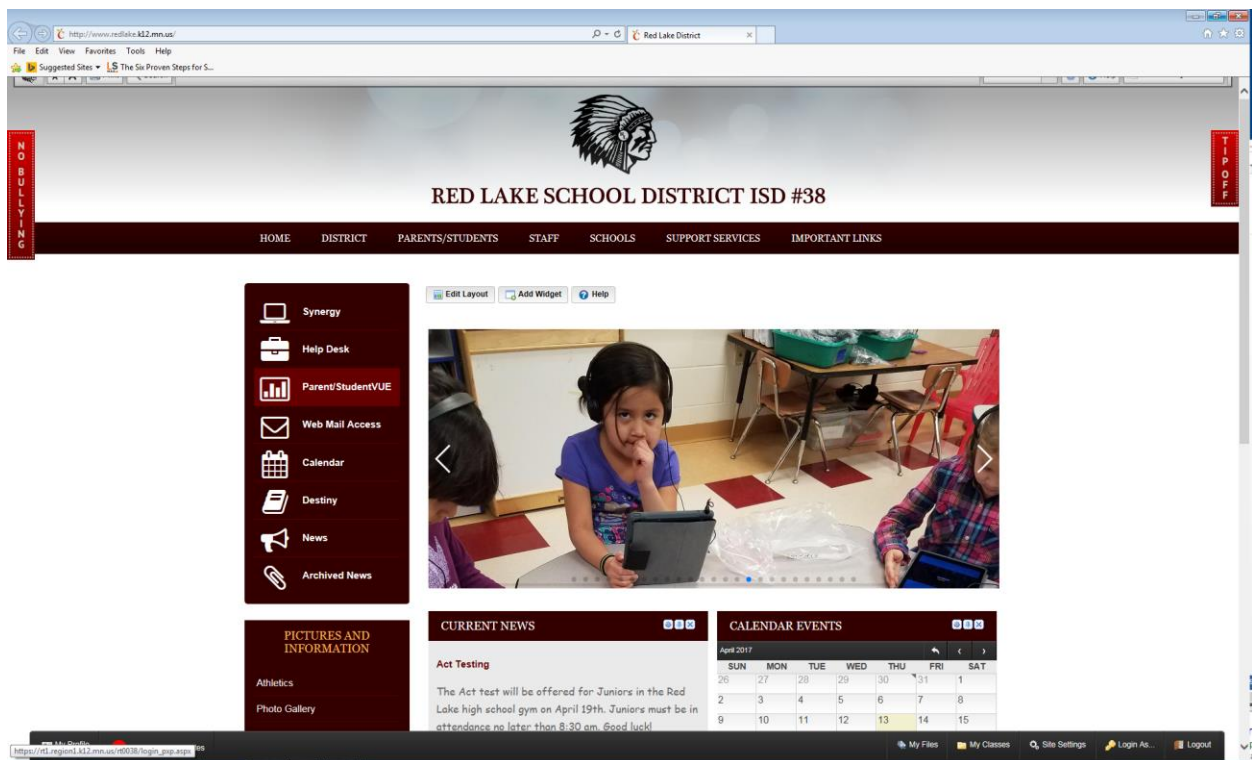 http://www.redlake.k12.mn.us/
Red Lake District
File Edit View Favorites Tools Help
Suggested Sites The Six Proven Steps for S...
NO BULLYING
TIP OFF
RED LAKE SCHOOL DISTRICT ISD #38
HOME DISTRICT PARENTS/STUDENTS STAFF SCHOOLS SUPPORT SERVICES IMPORTANT LINKS
Edit Layout Add Widget Help
Synergy
Help Desk
Parent/StudentVUE
Web Mail Access
Calendar
Destiny
News
Archived News
PICTURES AND
INFORMATION
Athletics
Photo Gallery
CURRENT NEWS
Act Testing
The Act test will be offered for Juniors in the Red
Lake high school gym on April 19th. Juniors must be in
attendance no later than 8:30 am. Good luck!
CALENDAR EVENTS
April 2017
SUN MON TUE WED THU FRI SAT
26 27 28 29 30 31 1
2 3 4 5 6 7 8
9 10 11 12 13 14 15
https://rt1.region1.k12.mn.us/rt0038/login_pxp.aspx
My Files My Classes Site Settings Login As... Logout